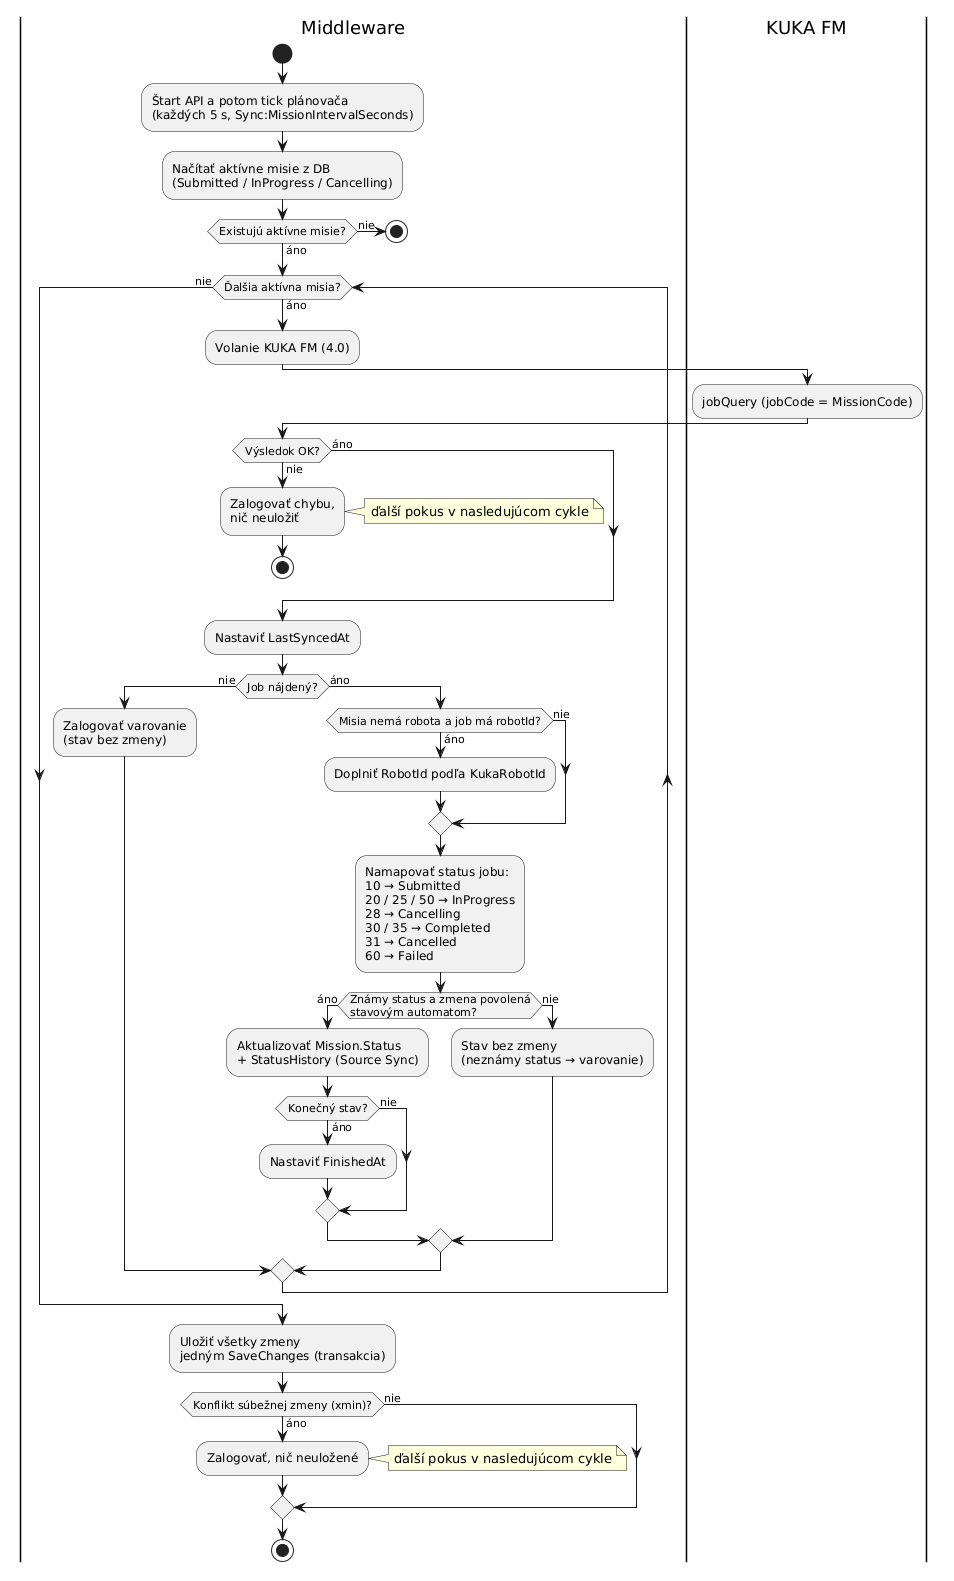 Middleware
KUKA FM
Štart API a potom tick plánovača
(každých 5 s, Sync:MissionIntervalSeconds)
Načítať aktívne misie z DB
(Submitted / InProgress / Cancelling)
Existujú aktívne misie?
nie
áno
nie
Ďalšia aktívna misia?
áno
Volanie KUKA FM (4.0)
jobQuery (jobCode = MissionCode)
Výsledok OK?
áno
nie
Zalogovať chybu,
nič neuložiť
ďalší pokus v nasledujúcom cykle
Nastaviť LastSyncedAt
nie
Job nájdený?
áno
Zalogovať varovanie
(stav bez zmeny)
Misia nemá robota a job má robotId?
nie
áno
Doplniť RobotId podľa KukaRobotId
Namapovať status jobu:
10 → Submitted
20 / 25 / 50 → InProgress
28 → Cancelling
30 / 35 → Completed
31 → Cancelled
60 → Failed
áno
Známy status a zmena povolená
stavovým automatom?
nie
Aktualizovať Mission.Status
+ StatusHistory (Source Sync)
Stav bez zmeny
(neznámy status → varovanie)
Konečný stav?
nie
áno
Nastaviť FinishedAt
Uložiť všetky zmeny
jedným SaveChanges (transakcia)
Konflikt súbežnej zmeny (xmin)?
nie
áno
Zalogovať, nič neuložené
ďalší pokus v nasledujúcom cykle